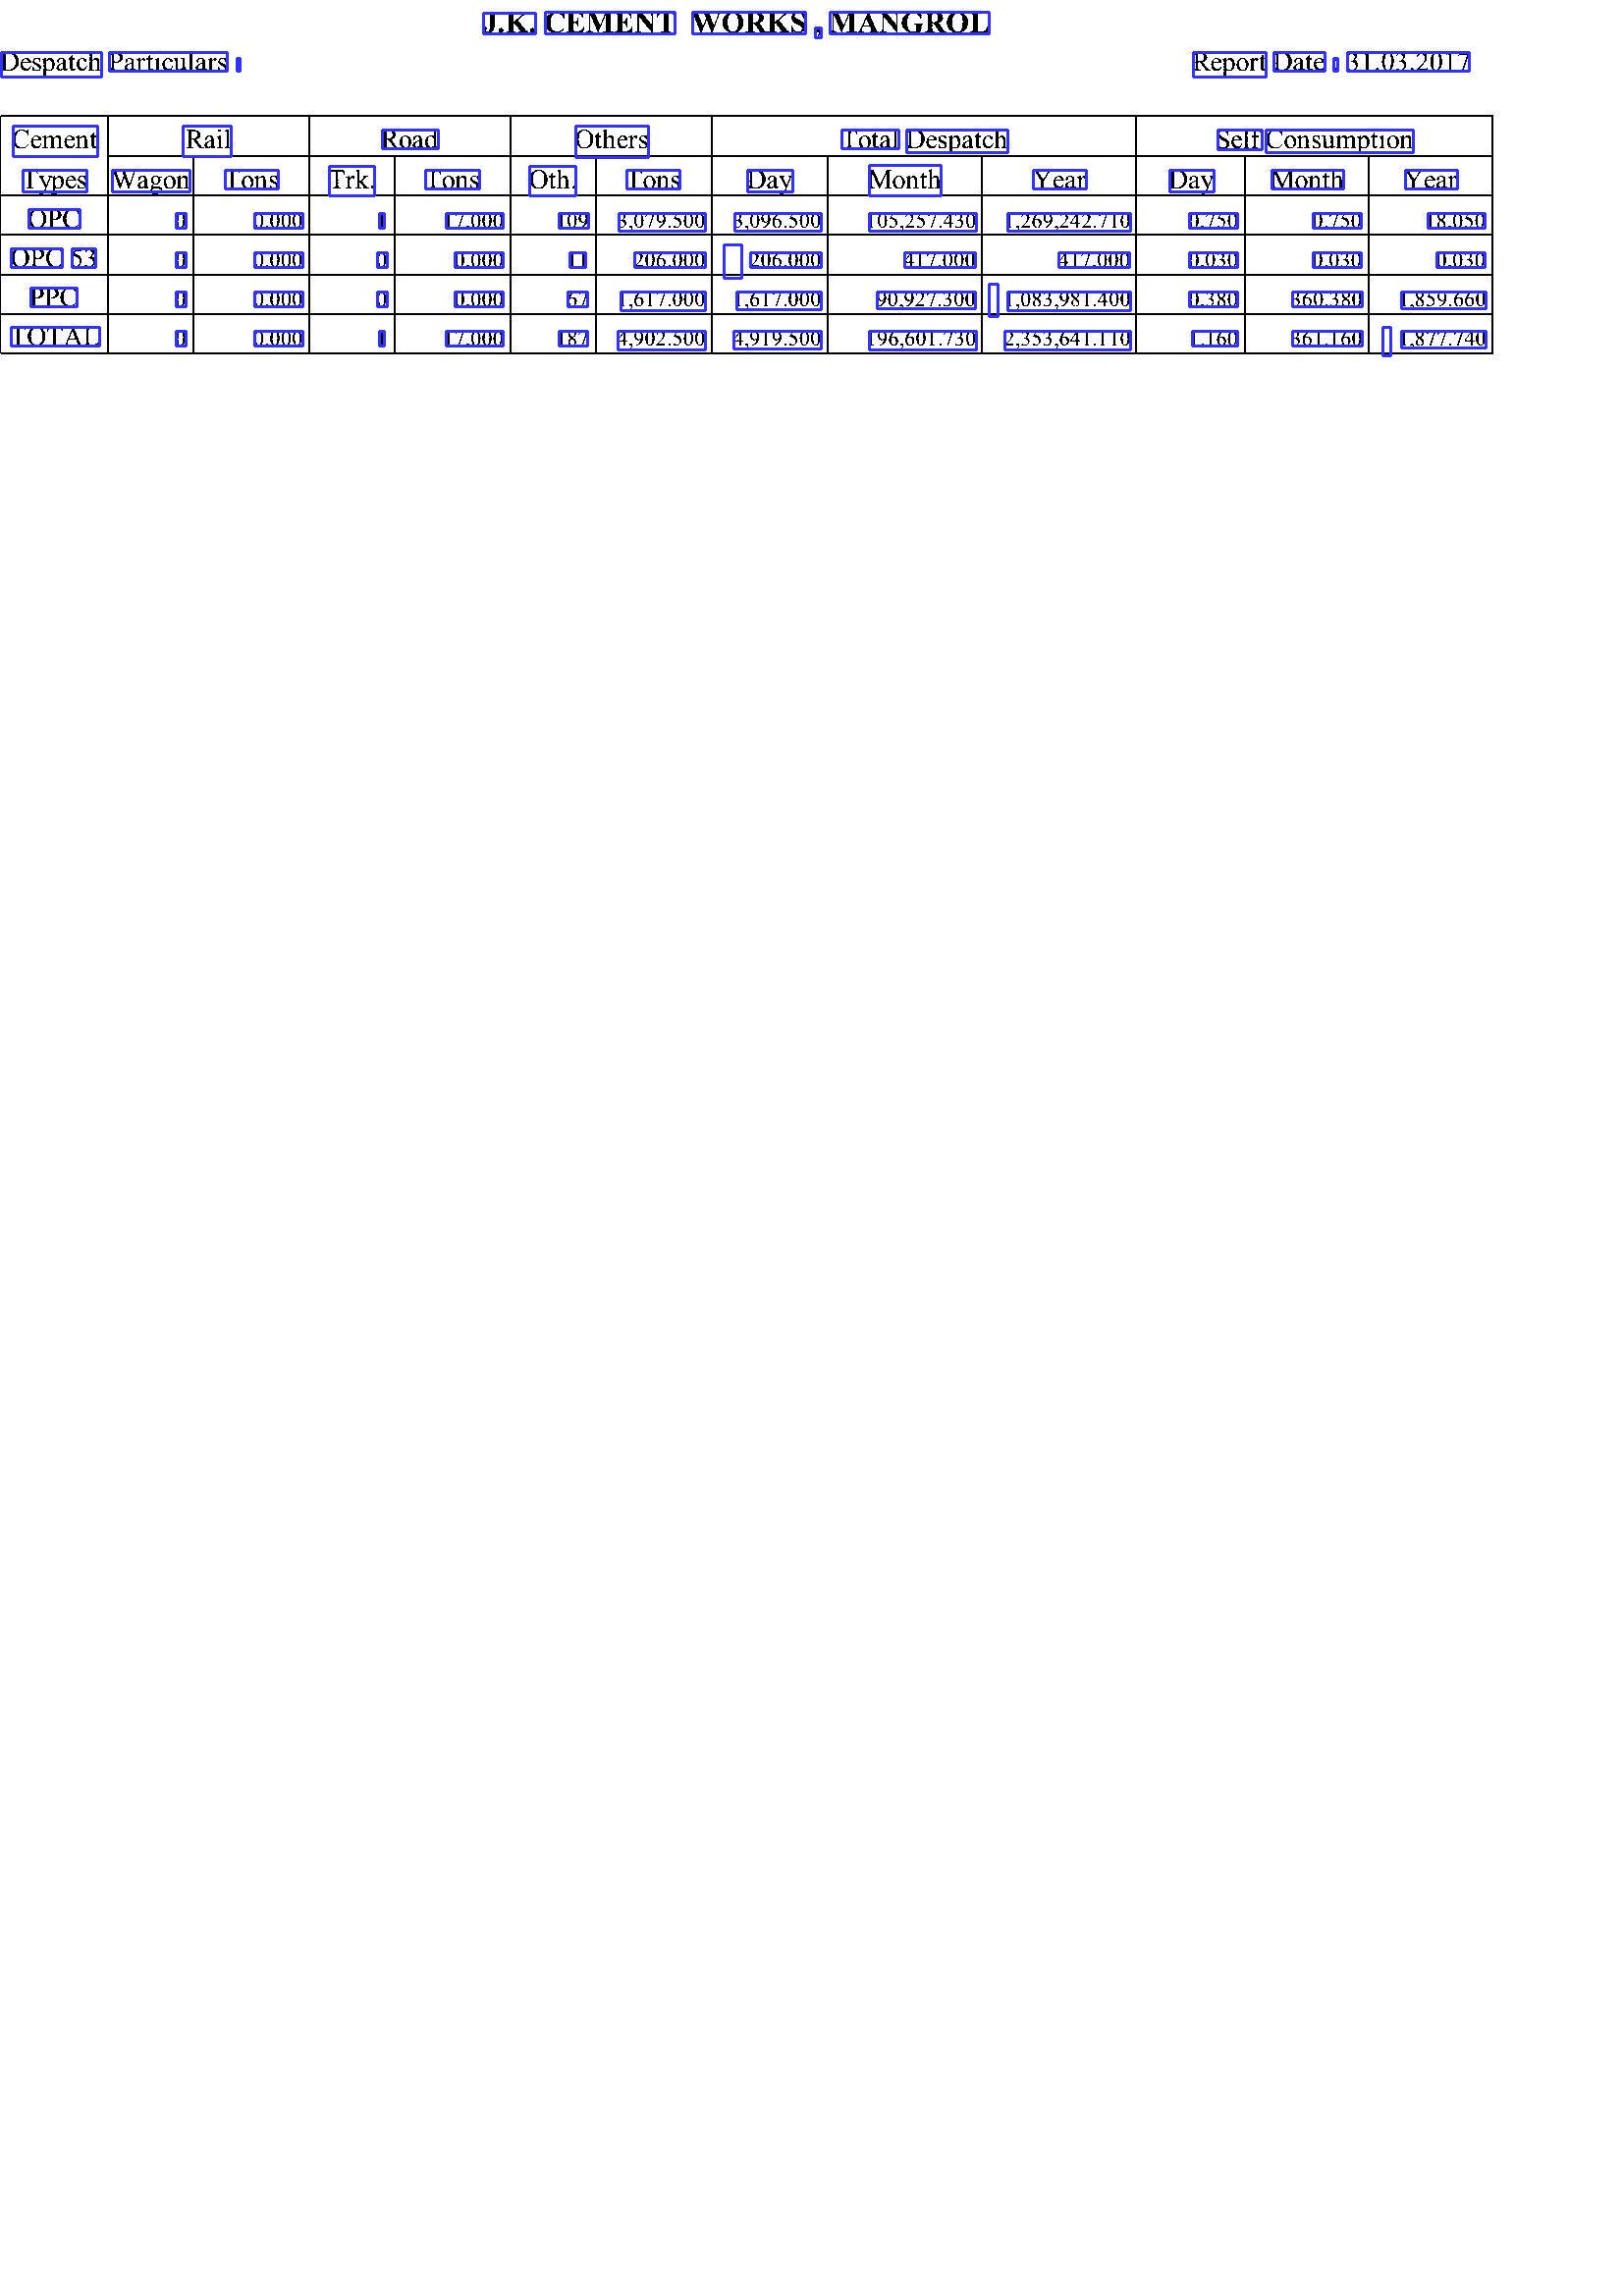 J.K. CEMENT WORKS , MANGROL
Despatch Particulars : Report Date : 31.03.2017
Cement Rail Road Others Total Despatch Self Consumption
Types Wagon Tons Trk. Tons Oth. Tons Day Month Year Day Month Year
OPC 0 0.000 1 17.000 109 3,079.500 3,096.500 105,257.430 1,269,242.710 0.750 0.750 18.050
OPC 53 0 0.000 0 0.000 11 206.000 206.000 417.000 417.000 0.030 0.030 0.030
PPC 0 0.000 0 0.000 67 1,617.000 1,617.000 90,927.300 1,083,981.400 0.380 360.380 1,859.660
TOTAL 0 0.000 1 17.000 187 4,902.500 4,919.500 196,601.730 2,353,641.110 1.160 361.160 1,877.740